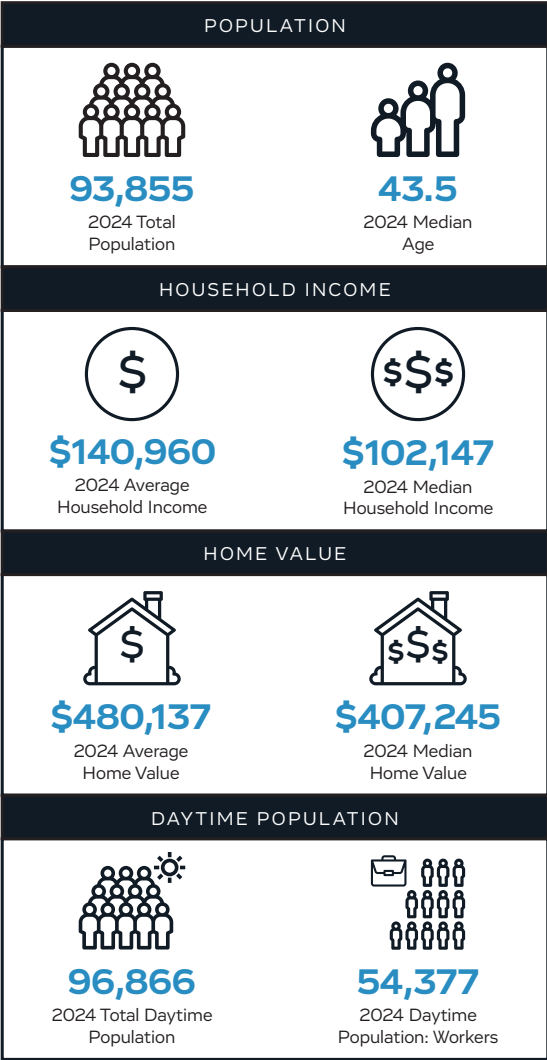 POPULATION
93,855
2024 Total
Population
43.5
2024 Median
Age
HOUSEHOLD INCOME
$
$140,960
2024 Average
Household Income
$$$
$102,147
2024 Median
Household Income
HOME VALUE
$
$480,137
2024 Average
Home Value
$$$
$407,245
2024 Median
Home Value
DAYTIME POPULATION
96,866
2024 Total Daytime
Population
54,377
2024 Daytime
Population: Workers